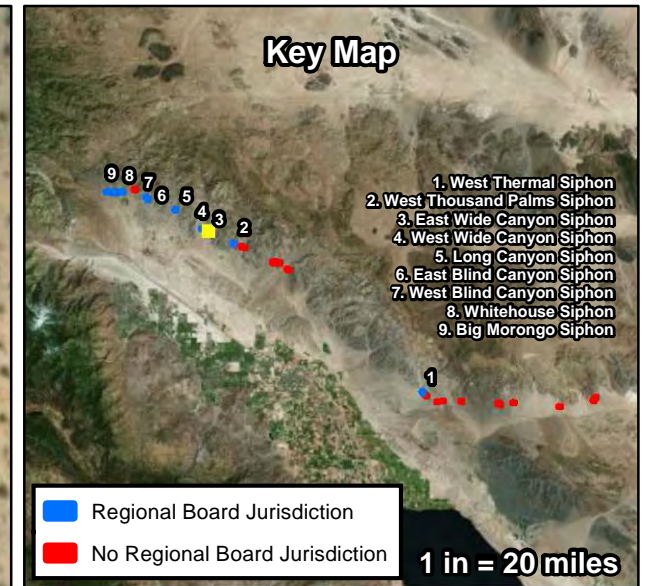 Key Map
9 8 7
6 5
4 3
2
1. West Thermal Siphon
2. West Thousand Palms Siphon
3. East Wide Canyon Siphon
4. West Wide Canyon Siphon
5. Long Canyon Siphon
6. East Blind Canyon Siphon
7. West Blind Canyon Siphon
8. Whitehouse Siphon
9. Big Morongo Siphon
1
Regional Board Jurisdiction
No Regional Board Jurisdiction
1 in = 20 miles